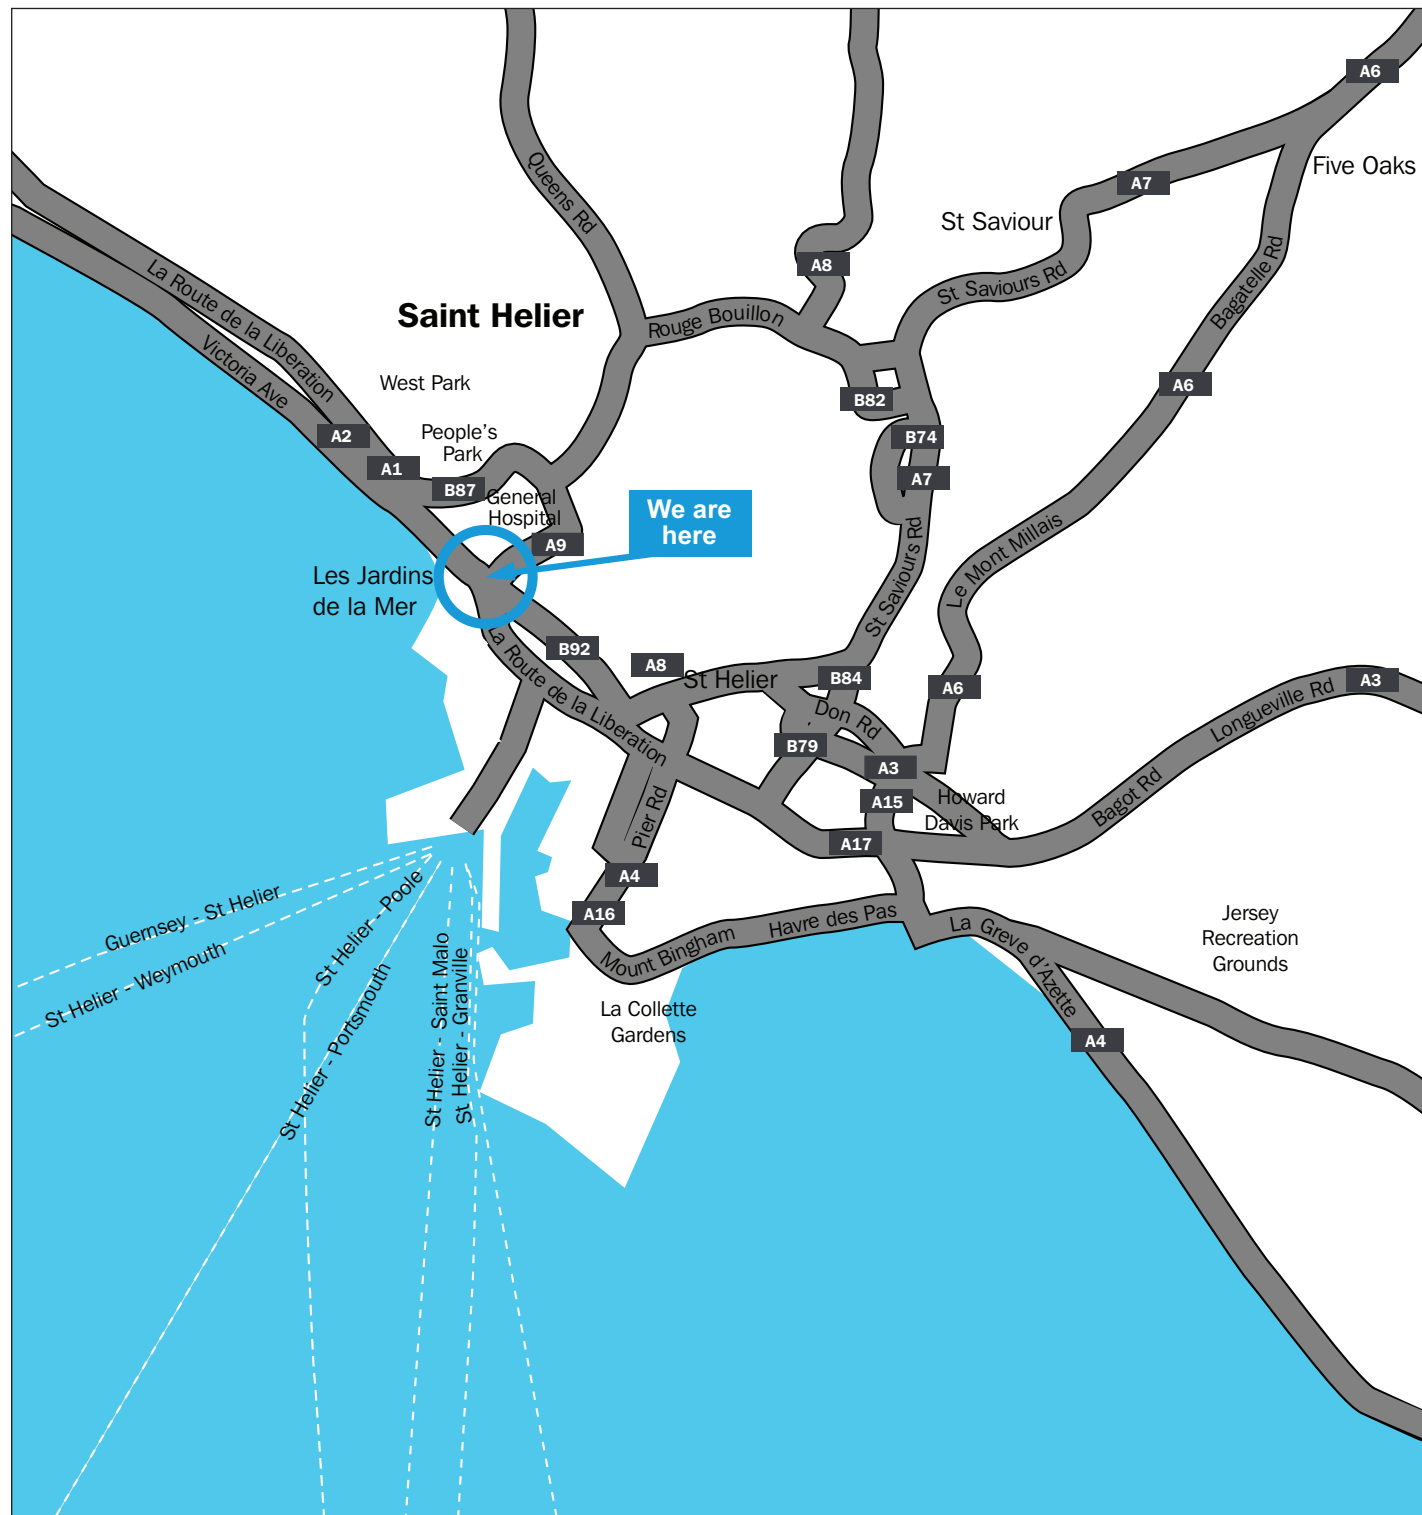 A6
Five Oaks
A7
St Saviour
Queens Rd
A8
St Saviours Rd
Bagatelle Rd
La Route de la Liberation
Saint Helier
Rouge Bouillon
Victoria Ave
West Park
A6
B82
People's
Park
A2
B74
A1
A7
B87
General
Hospital
We are
here
A9
St Saviours Rd
Le Mont Millais
Les Jardins
de la Mer
B92
A8
St Helier
B84
A6
A3
La Route de la Liberation
Don Rd
Longueville Rd
B79
A3
Pier Rd
A15
Howard
Davis Park
Bagot Rd
A17
A4
A16
Guernsey - St Helier
St Helier - Weymouth
St Helier - Poole
St Helier - Portsmouth
St Helier - Saint Malo
St Helier - Granville
Mount Bingham
Havre des Pas
La Greve d'Azette
Jersey
Recreation
Grounds
La Collette
Gardens
A4